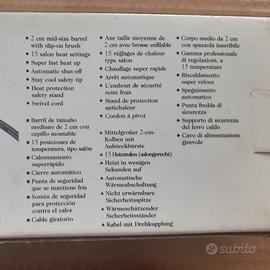 • 2 cm mid-size barrel
with slip-on brush
• 15 salon heat settings
• Super fast heat up
• Automatic shut-off
• Stay cool safety tip
• Heat protection
safety stand
• Swivel cord
• Barril de tamaño
mediano de 2 cm con
cepillo montable
• 15 posiciones de
temperatura, tipo salón
• Calentamiento
superrápido
• Cierre automático
• Punta de seguridad
que se mantiene fría
• Sostén de seguridad
para protección
contra el calor
• Cable giratorio
• Axe taille moyenne de
2 cm avec brosse enfilable
• 15 réglages de chaleur
type salon
• Chauffage super rapide
• Arrêt automatique
• L'embout de sécurité
reste frais
• Stand de protection
antichaleur
• Cordon à pivot
• Mittelgroßer 2-cm-
Kolben mit
Aufsteckbürste
• 15 Heizstufen (salongerecht)
• Heizt in wenigen
Sekunden auf
• Automatische
Wärmeabschaltung
• Nicht erwärmbare
Sicherheitsspitze
• Wärmeschützender
Sicherheitsständer
• Kabel mit Drehkupplung
• Corpo medio da 2 cm
con spazzola inseribile
• Gamma professionale
di regolazioni, a
15 temperature
• Riscaldamento super
veloce
• Spegnimento
automatico
• Punta fredda di
sicurezza
• Supporto di sicurezza
del ferro caldo
• Cavo di alimentazione
girevole
subito